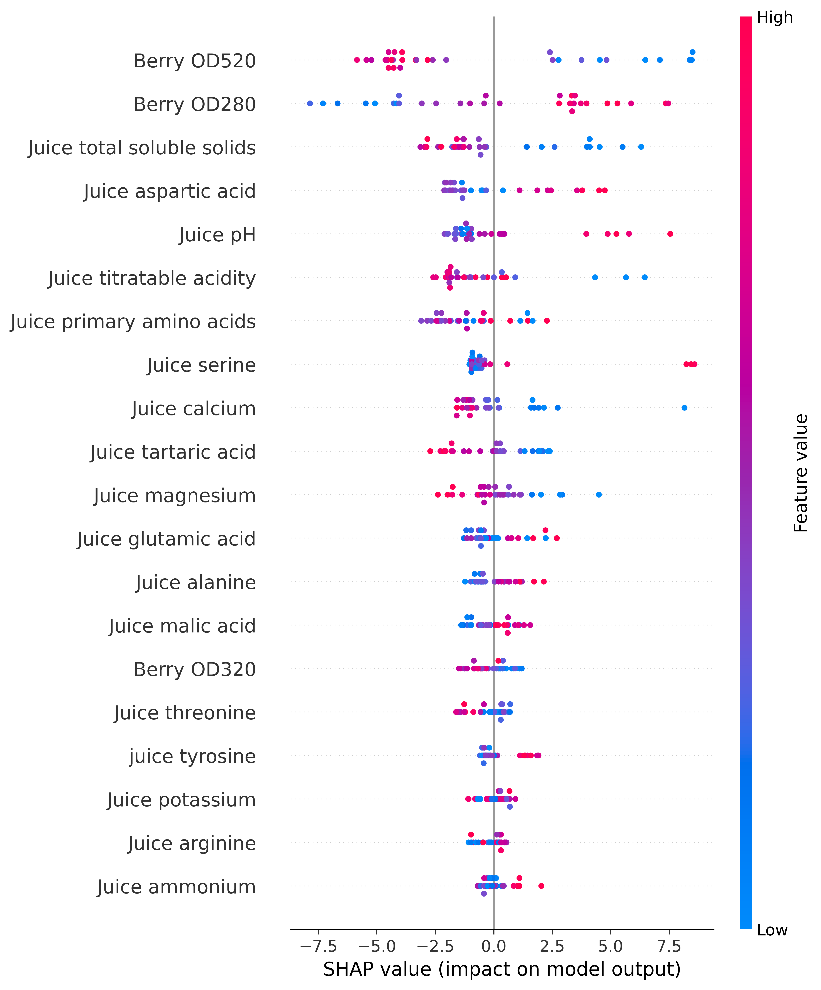 High
Berry OD520
Berry OD280
Juice total soluble solids
Juice aspartic acid
Juice pH
Juice titratable acidity
Juice primary amino acids
Juice serine
Juice calcium
Juice tartaric acid
Juice magnesium
Juice glutamic acid
Juice alanine
Juice malic acid
Berry OD320
Juice threonine
juice tyrosine
Juice potassium
Juice arginine
Juice ammonium
Feature value
Low
−7.5 −5.0 −2.5 0.0 2.5 5.0 7.5
SHAP value (impact on model output)